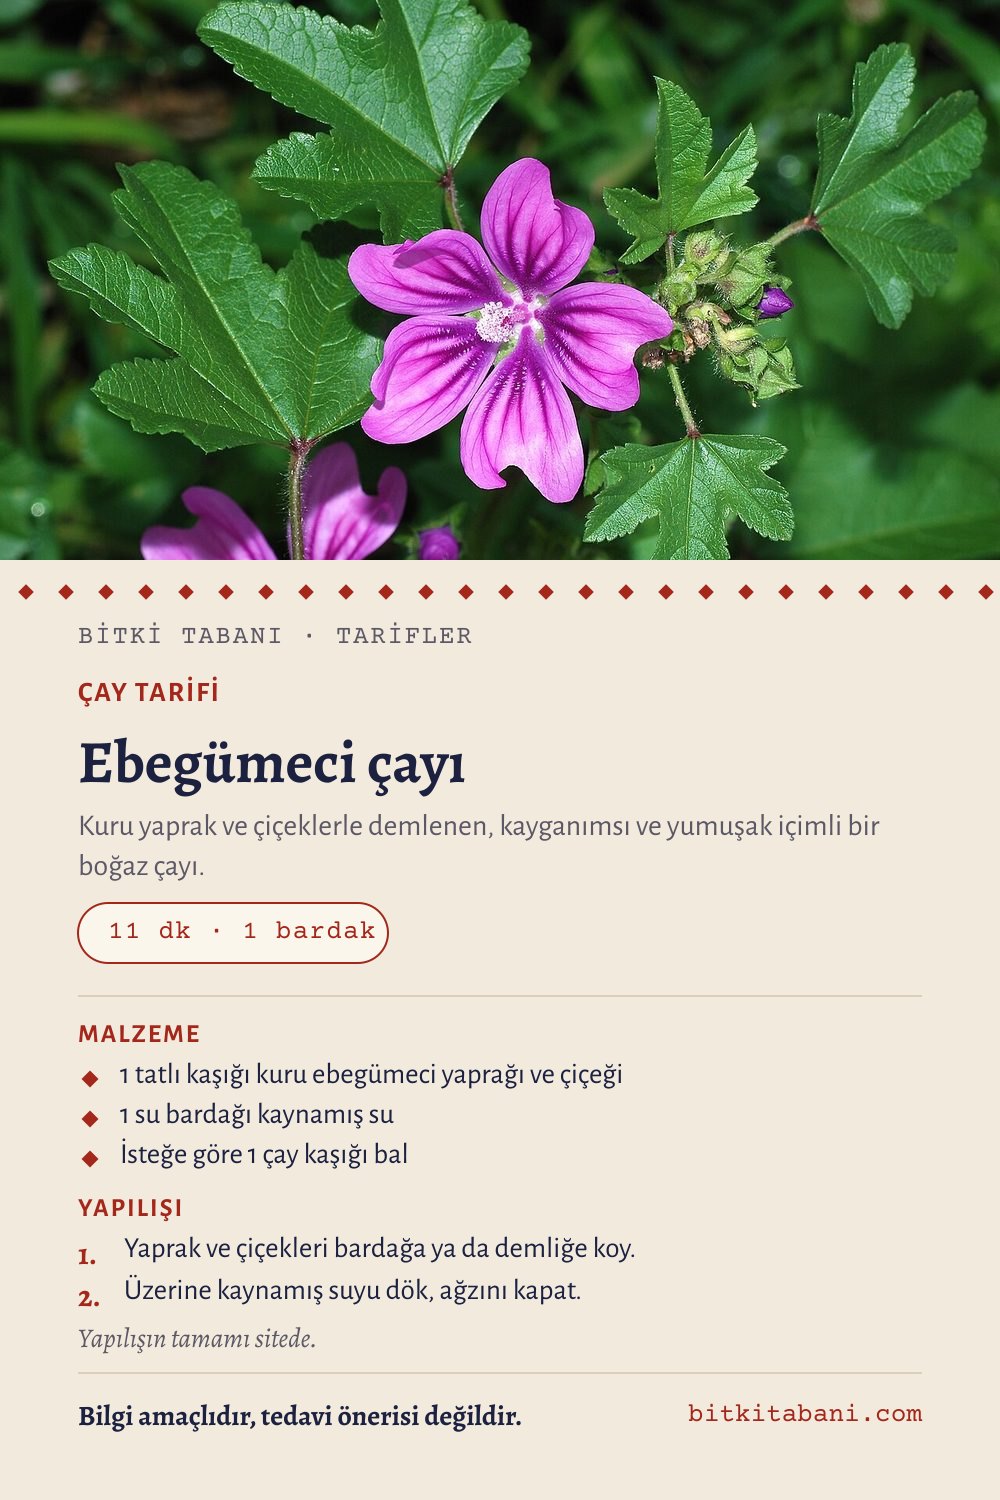 BİTKİ TABANI · TARİFLER
ÇAY TARİFİ
Ebegümeci çayı
Kuru yaprak ve çiçeklerle demlenen, kayganımsı ve yumuşak içimli bir
boğaz çayı.
11 dk · 1 bardak
MALZEME
1 tatlı kaşığı kuru ebegümeci yaprağı ve çiçeği
1 su bardağı kaynamış su
İsteğe göre 1 çay kaşığı bal
YAPILIŞI
1. Yaprak ve çiçekleri bardağa ya da demliğe koy.
2. Üzerine kaynamış suyu dök, ağzını kapat.
Yapılışın tamamı sitede.
Bilgi amaçlıdır, tedavi önerisi değildir.
bitkitabani.com